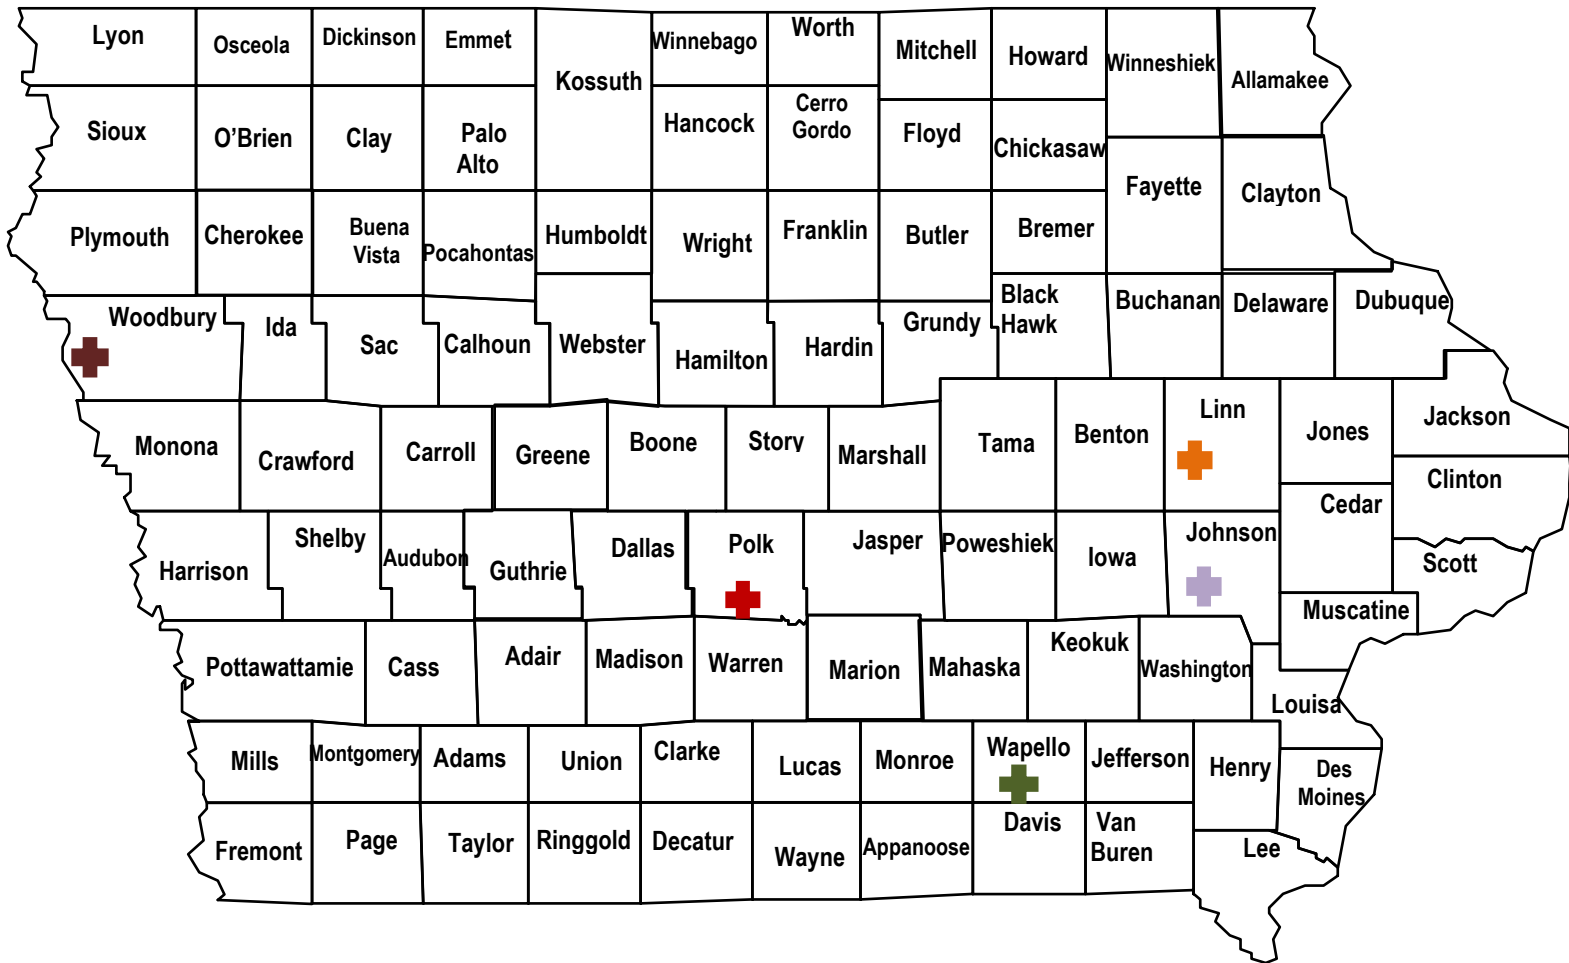 Lyon
Osceola
Dickinson
Emmet
Kossuth
Winnebago
Worth
Mitchell
Howard
Winneshiek
Allamakee
Sioux
O’Brien
Clay
Palo
Alto
Hancock
Cerro
Gordo
Floyd
Chickasaw
Fayette
Clayton
Plymouth
Cherokee
Buena
Vista
Pocahontas
Humboldt
Wright
Franklin
Butler
Bremer
Woodbury
Ida
Sac
Calhoun
Webster
Hamilton
Hardin
Grundy
Black
Hawk
Buchanan
Delaware
Dubuque
Monona
Crawford
Carroll
Greene
Boone
Story
Marshall
Tama
Benton
Linn
Jones
Jackson
Clinton
Cedar
Harrison
Shelby
Audubon
Guthrie
Dallas
Polk
Jasper
Poweshiek
Iowa
Johnson
Scott
Muscatine
Pottawattamie
Cass
Adair
Madison
Warren
Marion
Mahaska
Keokuk
Washington
Louisa
Mills
Montgomery
Adams
Union
Clarke
Lucas
Monroe
Wapello
Jefferson
Henry
Des
Moines
Fremont
Page
Taylor
Ringgold
Decatur
Wayne
Appanoose
Davis
Van
Buren
Lee